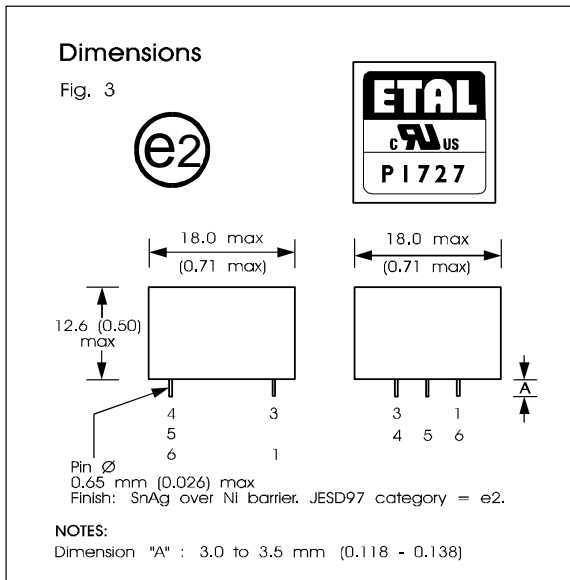 Dimensions
Fig. 3
e2
ETAL
c RU US
P1727
18.0 max
(0.71 max)
18.0 max
(0.71 max)
12.6 (0.50)
max
A
4 3
5
6 1
3 1
4 5 6
Pin Ø
0.65 mm (0.026) max
Finish: SnAg over Ni barrier. JESD97 category = e2.
NOTES:
Dimension "A" : 3.0 to 3.5 mm (0.118 - 0.138)